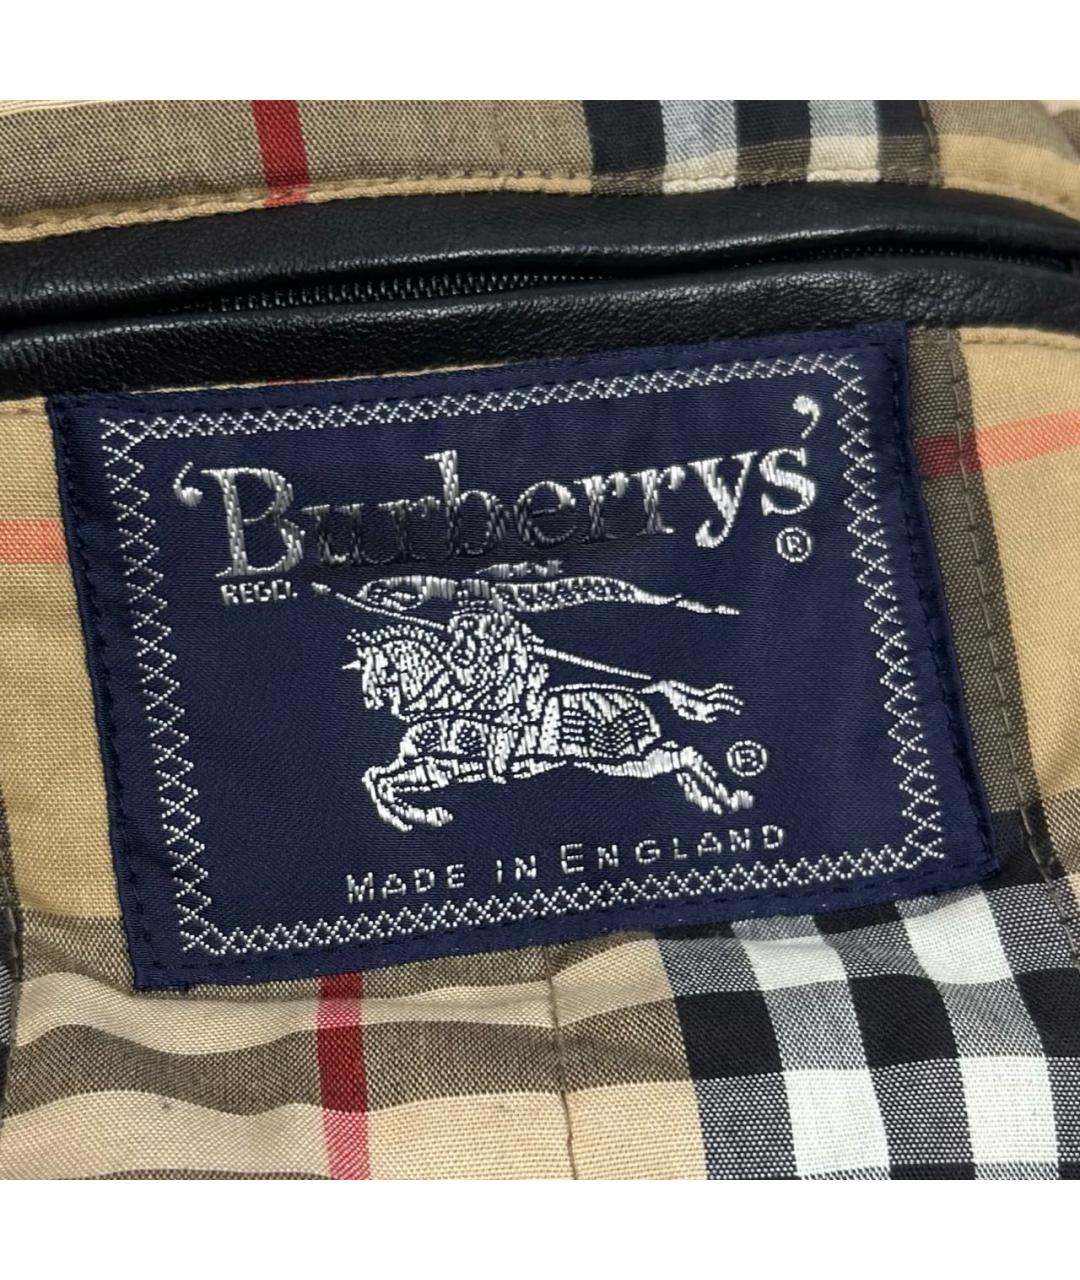 ‘Burberrys’
®
REGD.
®
MADE IN ENGLAND